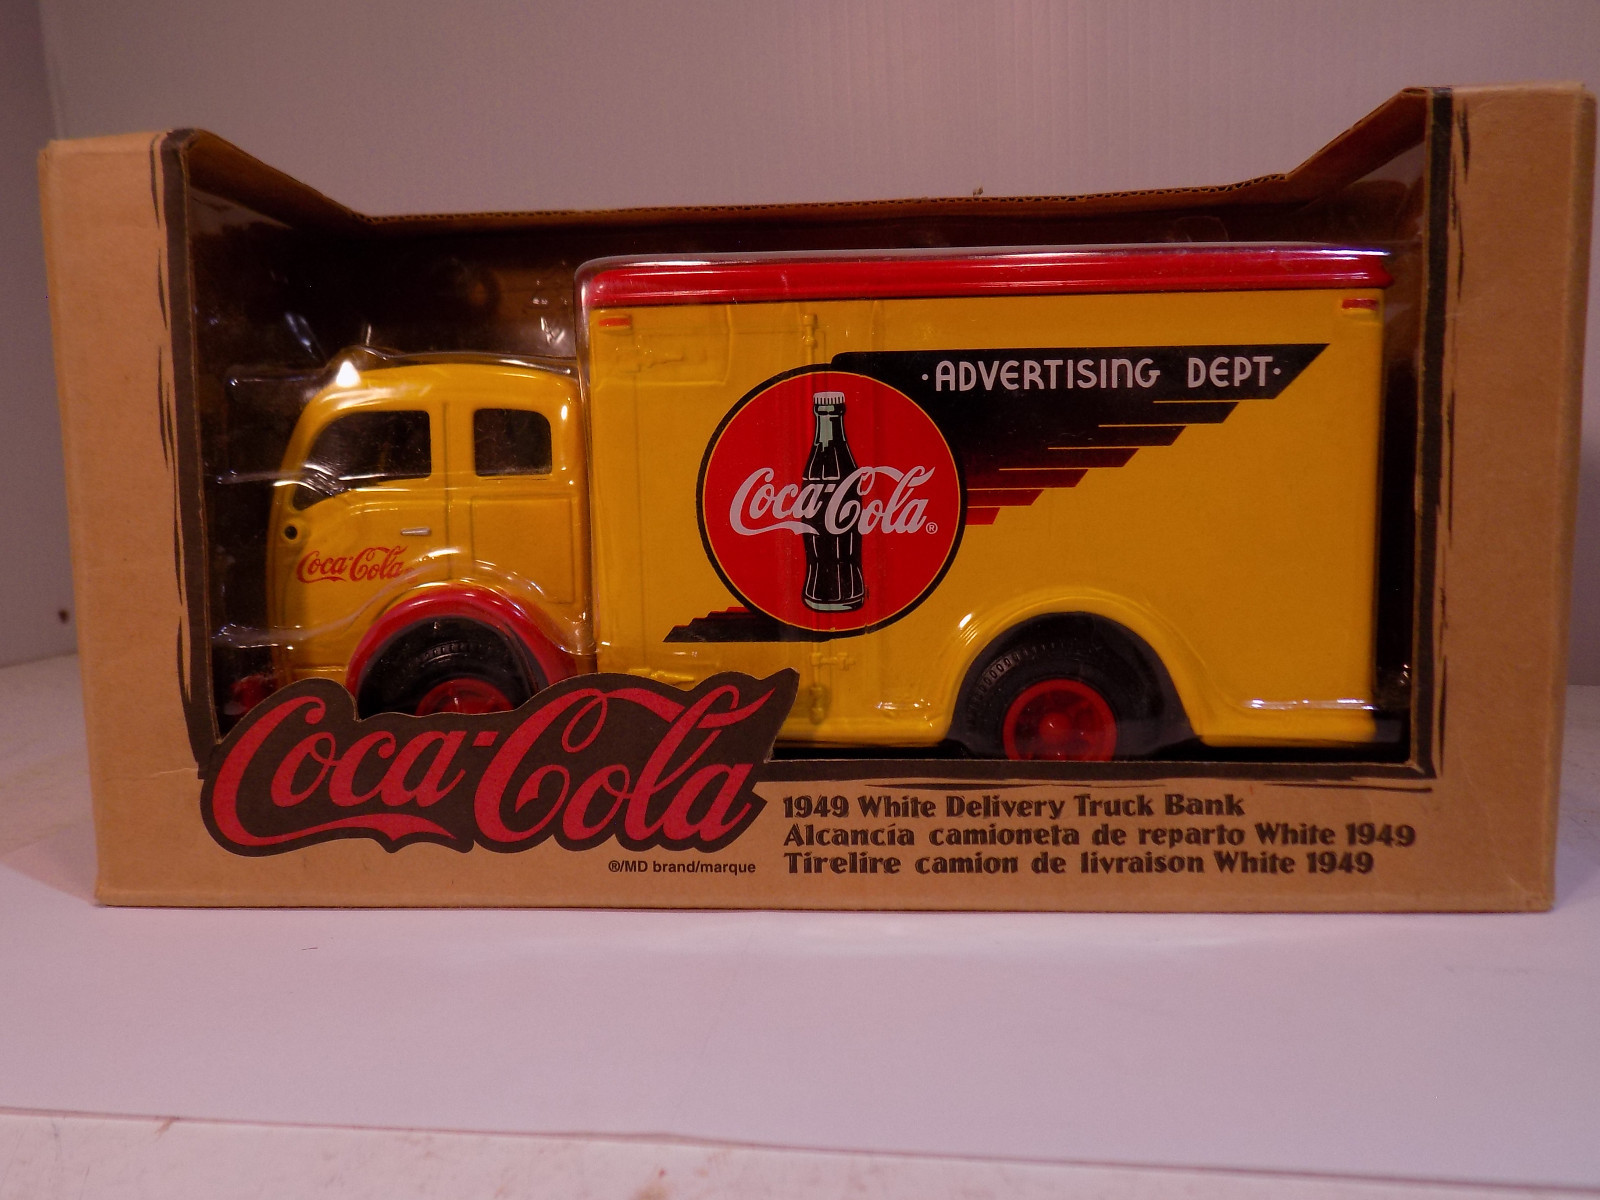 ·ADVERTISING DEPT·
Coca-Cola®
Coca-Cola
Coca-Cola
®/MD brand/marque
1949 White Delivery Truck Bank
Alcancía camioneta de reparto White 1949
Tirelire camion de livraison White 1949